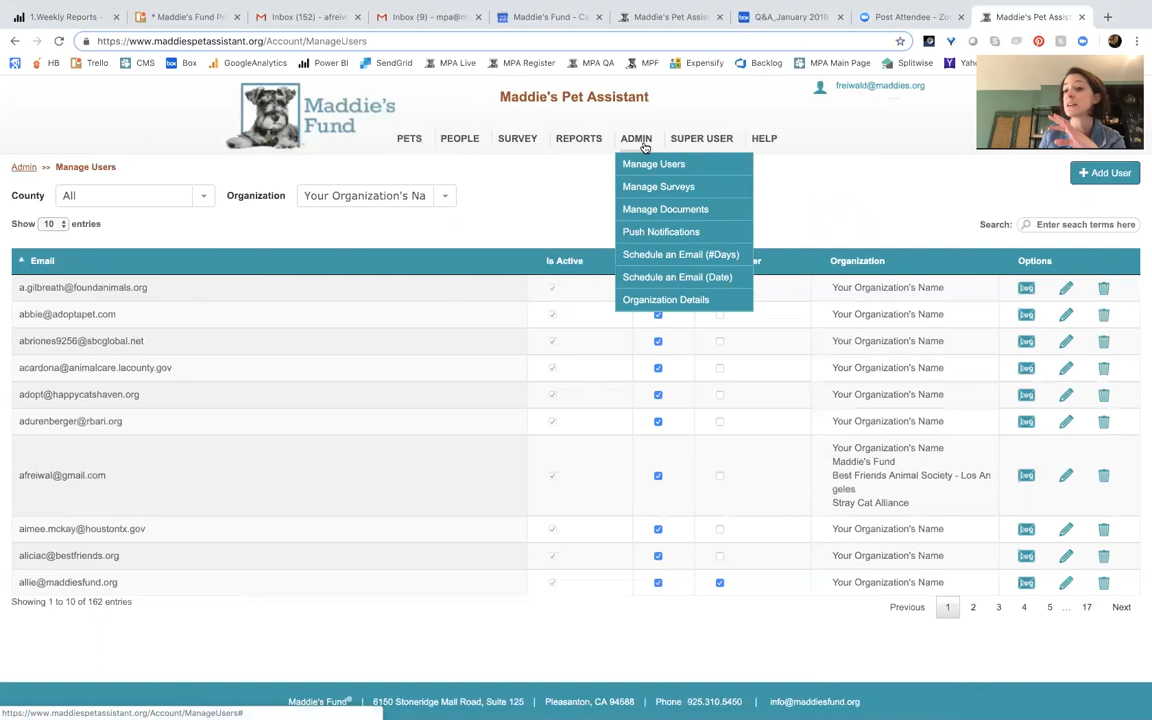 1.Weekly Reports -
* Maddie's Fund Pr
Inbox (152) - afreiw
Inbox (9) - mpa@m
Maddie's Fund - Ca
Maddie's Pet Assist
Q&A_January 2019
Post Attendee - Zo
Maddie's Pet Assist
https://www.maddiespetassistant.org/Account/ManageUsers
HB Trello CMS Box GoogleAnalytics Power BI SendGrid MPA Live MPA Register MPA QA MPF Expensify Backlog MPA Main Page Splitwise Yah
Maddie's Fund
Maddie's Pet Assistant
freiwald@maddies.org
PETS PEOPLE SURVEY REPORTS ADMIN SUPER USER HELP
Admin >> Manage Users
Manage Users
Manage Surveys
Manage Documents
Push Notifications
Schedule an Email (#Days)
Schedule an Email (Date)
Organization Details
+ Add User
County All Organization Your Organization's Na
Show 10 entries
Search: Enter seach terms here
Email Is Active er Organization Options
a.gilbreath@foundanimals.org Your Organization's Name
abbie@adoptapet.com Your Organization's Name
abriones9256@sbcglobal.net Your Organization's Name
acardona@animalcare.lacounty.gov Your Organization's Name
adopt@happycatshaven.org Your Organization's Name
adurenberger@rbari.org Your Organization's Name
afreiwal@gmail.com Your Organization's Name
Maddie's Fund
Best Friends Animal Society - Los An
geles
Stray Cat Alliance
aimee.mckay@houstontx.gov Your Organization's Name
aliciac@bestfriends.org Your Organization's Name
allie@maddiesfund.org Your Organization's Name
Showing 1 to 10 of 162 entries
Previous 1 2 3 4 5 ... 17 Next
Maddie's Fund® | 6150 Stoneridge Mall Road, Suite 125 | Pleasanton, CA 94588 | Phone 925.310.5450 | info@maddiesfund.org
https://www.maddiespetassistant.org/Account/ManageUsers#